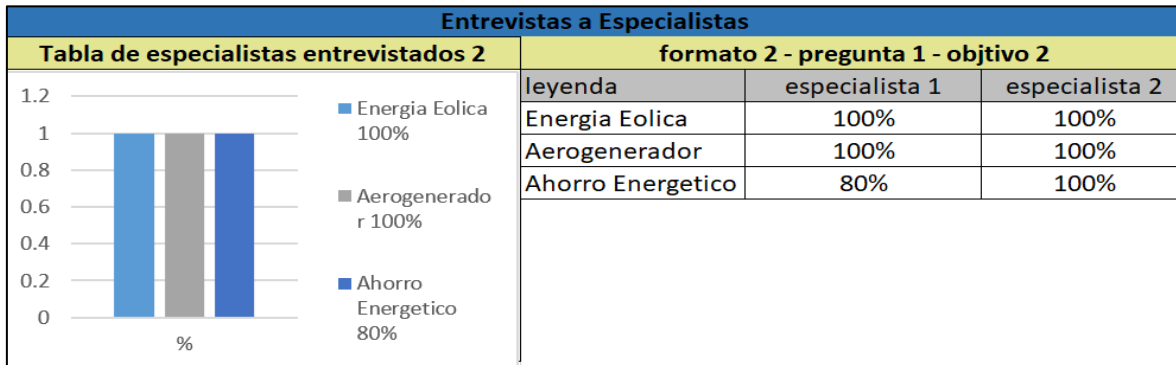 Entrevistas a Especialistas
Tabla de especialistas entrevistados 2
formato 2 - pregunta 1 - objtivo 2
1.2
1
0.8
0.6
0.4
0.2
0
%
Energia Eolica
100%
Aerogenerado
r 100%
Ahorro
Energetico
80%
leyenda especialista 1 especialista 2
Energia Eolica 100% 100%
Aerogenerador 100% 100%
Ahorro Energetico 80% 100%